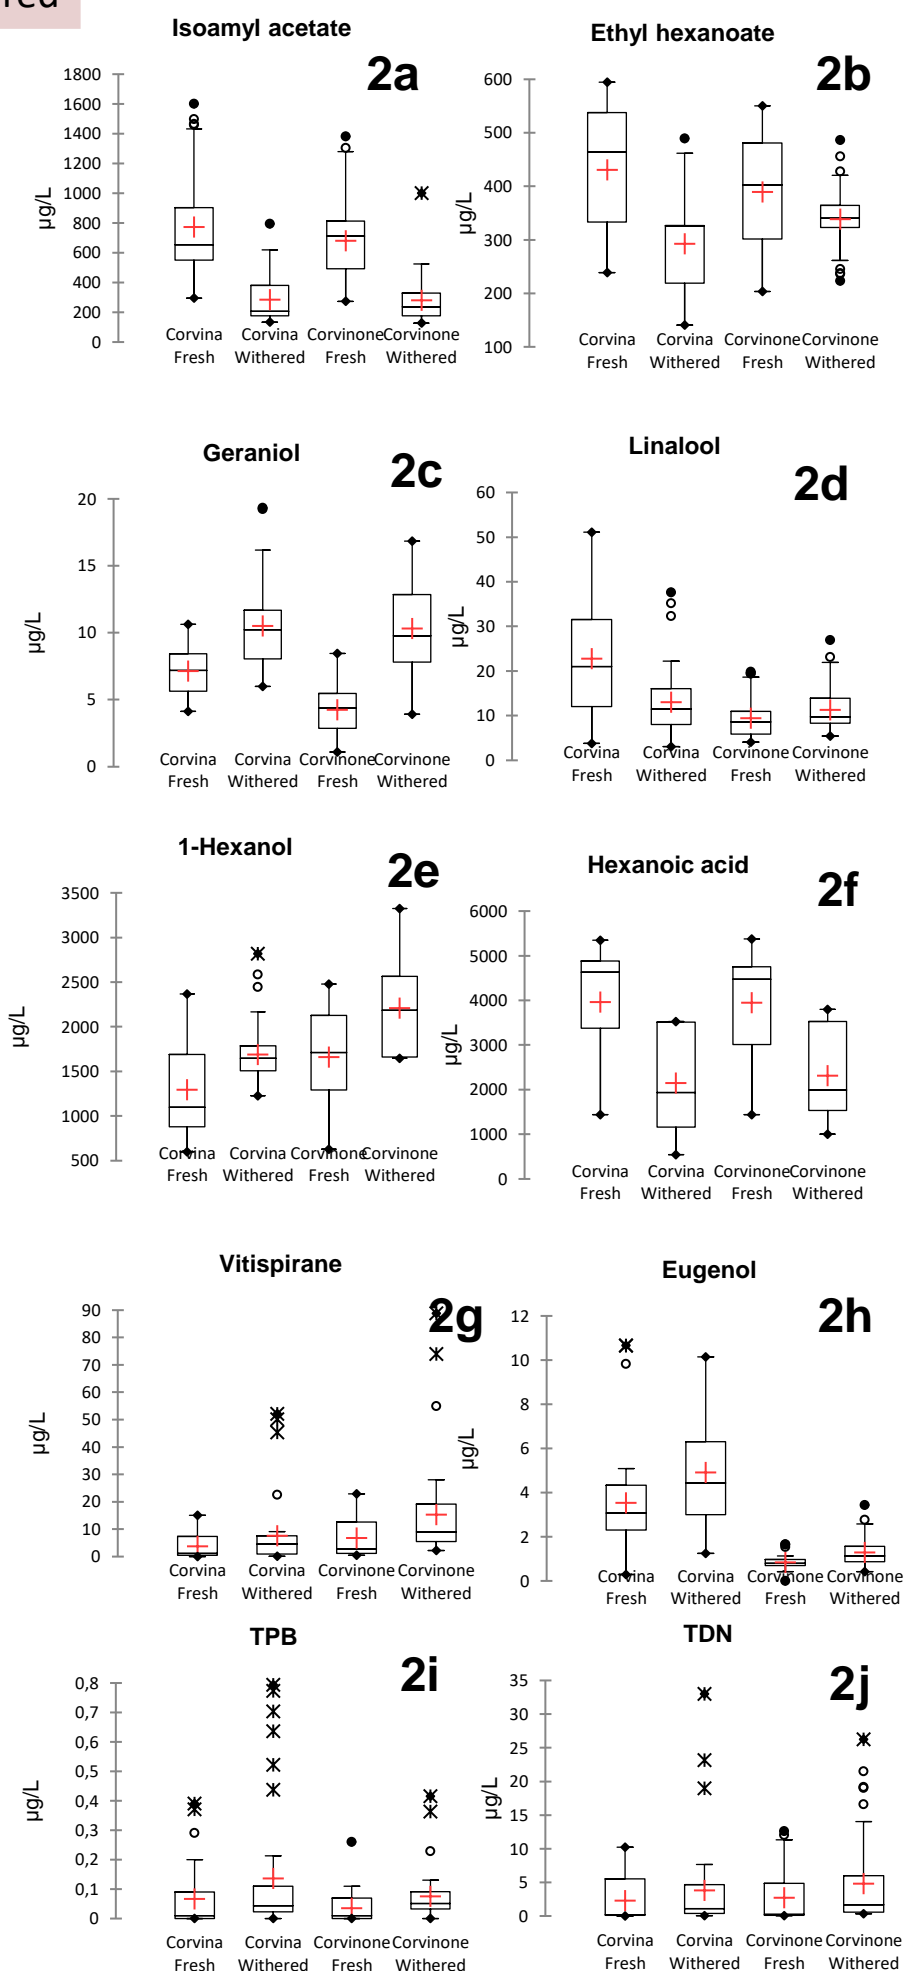 Isoamyl acetate
2a
µg/L
1800
1600
1400
1200
1000
800
600
400
200
0
Corvina Corvina Corvinone Corvinone
Fresh Withered Fresh Withered
Ethyl hexanoate
2b
µg/L
600
500
400
300
200
100
Corvina Corvina Corvinone Corvinone
Fresh Withered Fresh Withered
Geraniol
2c
µg/L
20
15
10
5
0
Corvina Corvina Corvinone Corvinone
Fresh Withered Fresh Withered
Linalool
2d
µg/L
60
50
40
30
20
10
0
Corvina Corvina Corvinone Corvinone
Fresh Withered Fresh Withered
1-Hexanol
2e
µg/L
3500
3000
2500
2000
1500
1000
500
Corvina Corvina Corvinone Corvinone
Fresh Withered Fresh Withered
Hexanoic acid
2f
µg/L
6000
5000
4000
3000
2000
1000
0
Corvina Corvina Corvinone Corvinone
Fresh Withered Fresh Withered
Vitispirane
2g
µg/L
90
80
70
60
50
40
30
20
10
0
Corvina Corvina Corvinone Corvinone
Fresh Withered Fresh Withered
Eugenol
2h
µg/L
12
10
8
6
4
2
0
Corvina Corvina Corvinone Corvinone
Fresh Withered Fresh Withered
TPB
2i
µg/L
0,8
0,7
0,6
0,5
0,4
0,3
0,2
0,1
0
Corvina Corvina Corvinone Corvinone
Fresh Withered Fresh Withered
TDN
2j
µg/L
35
30
25
20
15
10
5
0
Corvina Corvina Corvinone Corvinone
Fresh Withered Fresh Withered